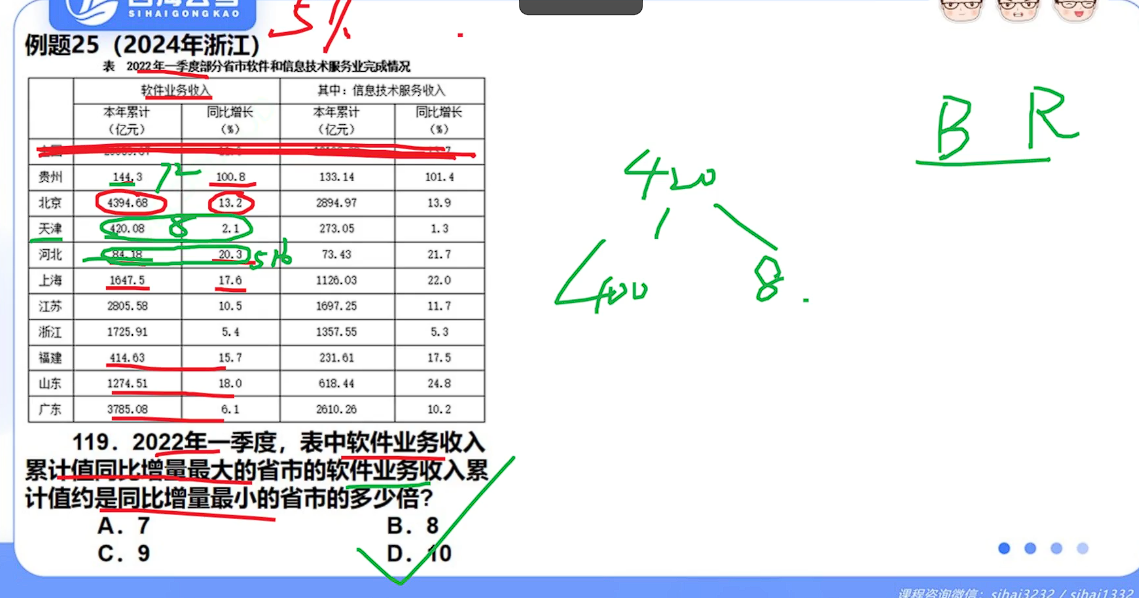 SIHAIGONGKAO
5%
例题25（2024年浙江）
表 2022年一季度部分省市软件和信息技术服务业完成情况
软件业务收入 其中：信息技术服务收入
本年累计（亿元） 同比增长（%） 本年累计（亿元） 同比增长（%）
贵州 144.3 72 100.8 133.14 101.4
北京 4394.68 13.2 2894.97 13.9
天津 420.08 8 2.1 273.05 1.3
河北 84.18 20.3 73.43 21.7
上海 1647.5 17.6 1126.03 22.0
江苏 2805.58 10.5 1697.25 11.7
浙江 1725.91 5.4 1357.55 5.3
福建 414.63 15.7 231.61 17.5
山东 1274.51 18.0 618.44 24.8
广东 3785.08 6.1 2610.26 10.2
119．2022年一季度，表中软件业务收入
累计值同比增量最大的省市的软件业务收入累
计值约是同比增量最小的省市的多少倍？
A．7 B．8
C．9 D．10
B R
420
400 8
课程咨询微信：sihai3232 / sihai1332